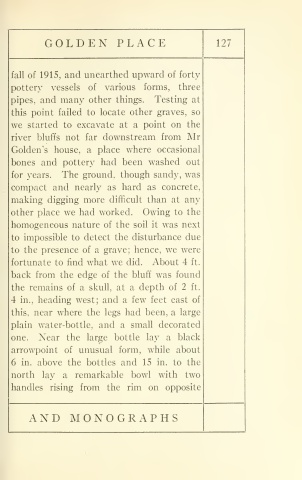 GOLDEN PLACE 127
fall of 1915, and unearthed upward of forty
pottery vessels of various forms, three
pipes, and many other things. Testing at
this point failed to locate other graves, so
we started to excavate at a point on the
river bluffs not far downstream from Mr
Golden's house, a place where occasional
bones and pottery had been washed out
for years. The ground, though sandy, was
compact and nearly as hard as concrete,
making digging more difficult than at any
other place we had worked. Owing to the
homogeneous nature of the soil it was next
to impossible to detect the disturbance due
to the presence of a grave; hence, we were
fortunate to find what we did. About 4 ft.
back from the edge of the bluff was found
the remains of a skull, at a depth of 2 ft.
4 in., heading west; and a few feet east of
this, near where the legs had been, a large
plain water-bottle, and a small decorated
one. Near the large bottle lay a black
arrowpoint of unusual form, while about
6 in. above the bottles and 15 in. to the
north lay a remarkable bowl with two
handles rising from the rim on opposite
AND MONOGRAPHS